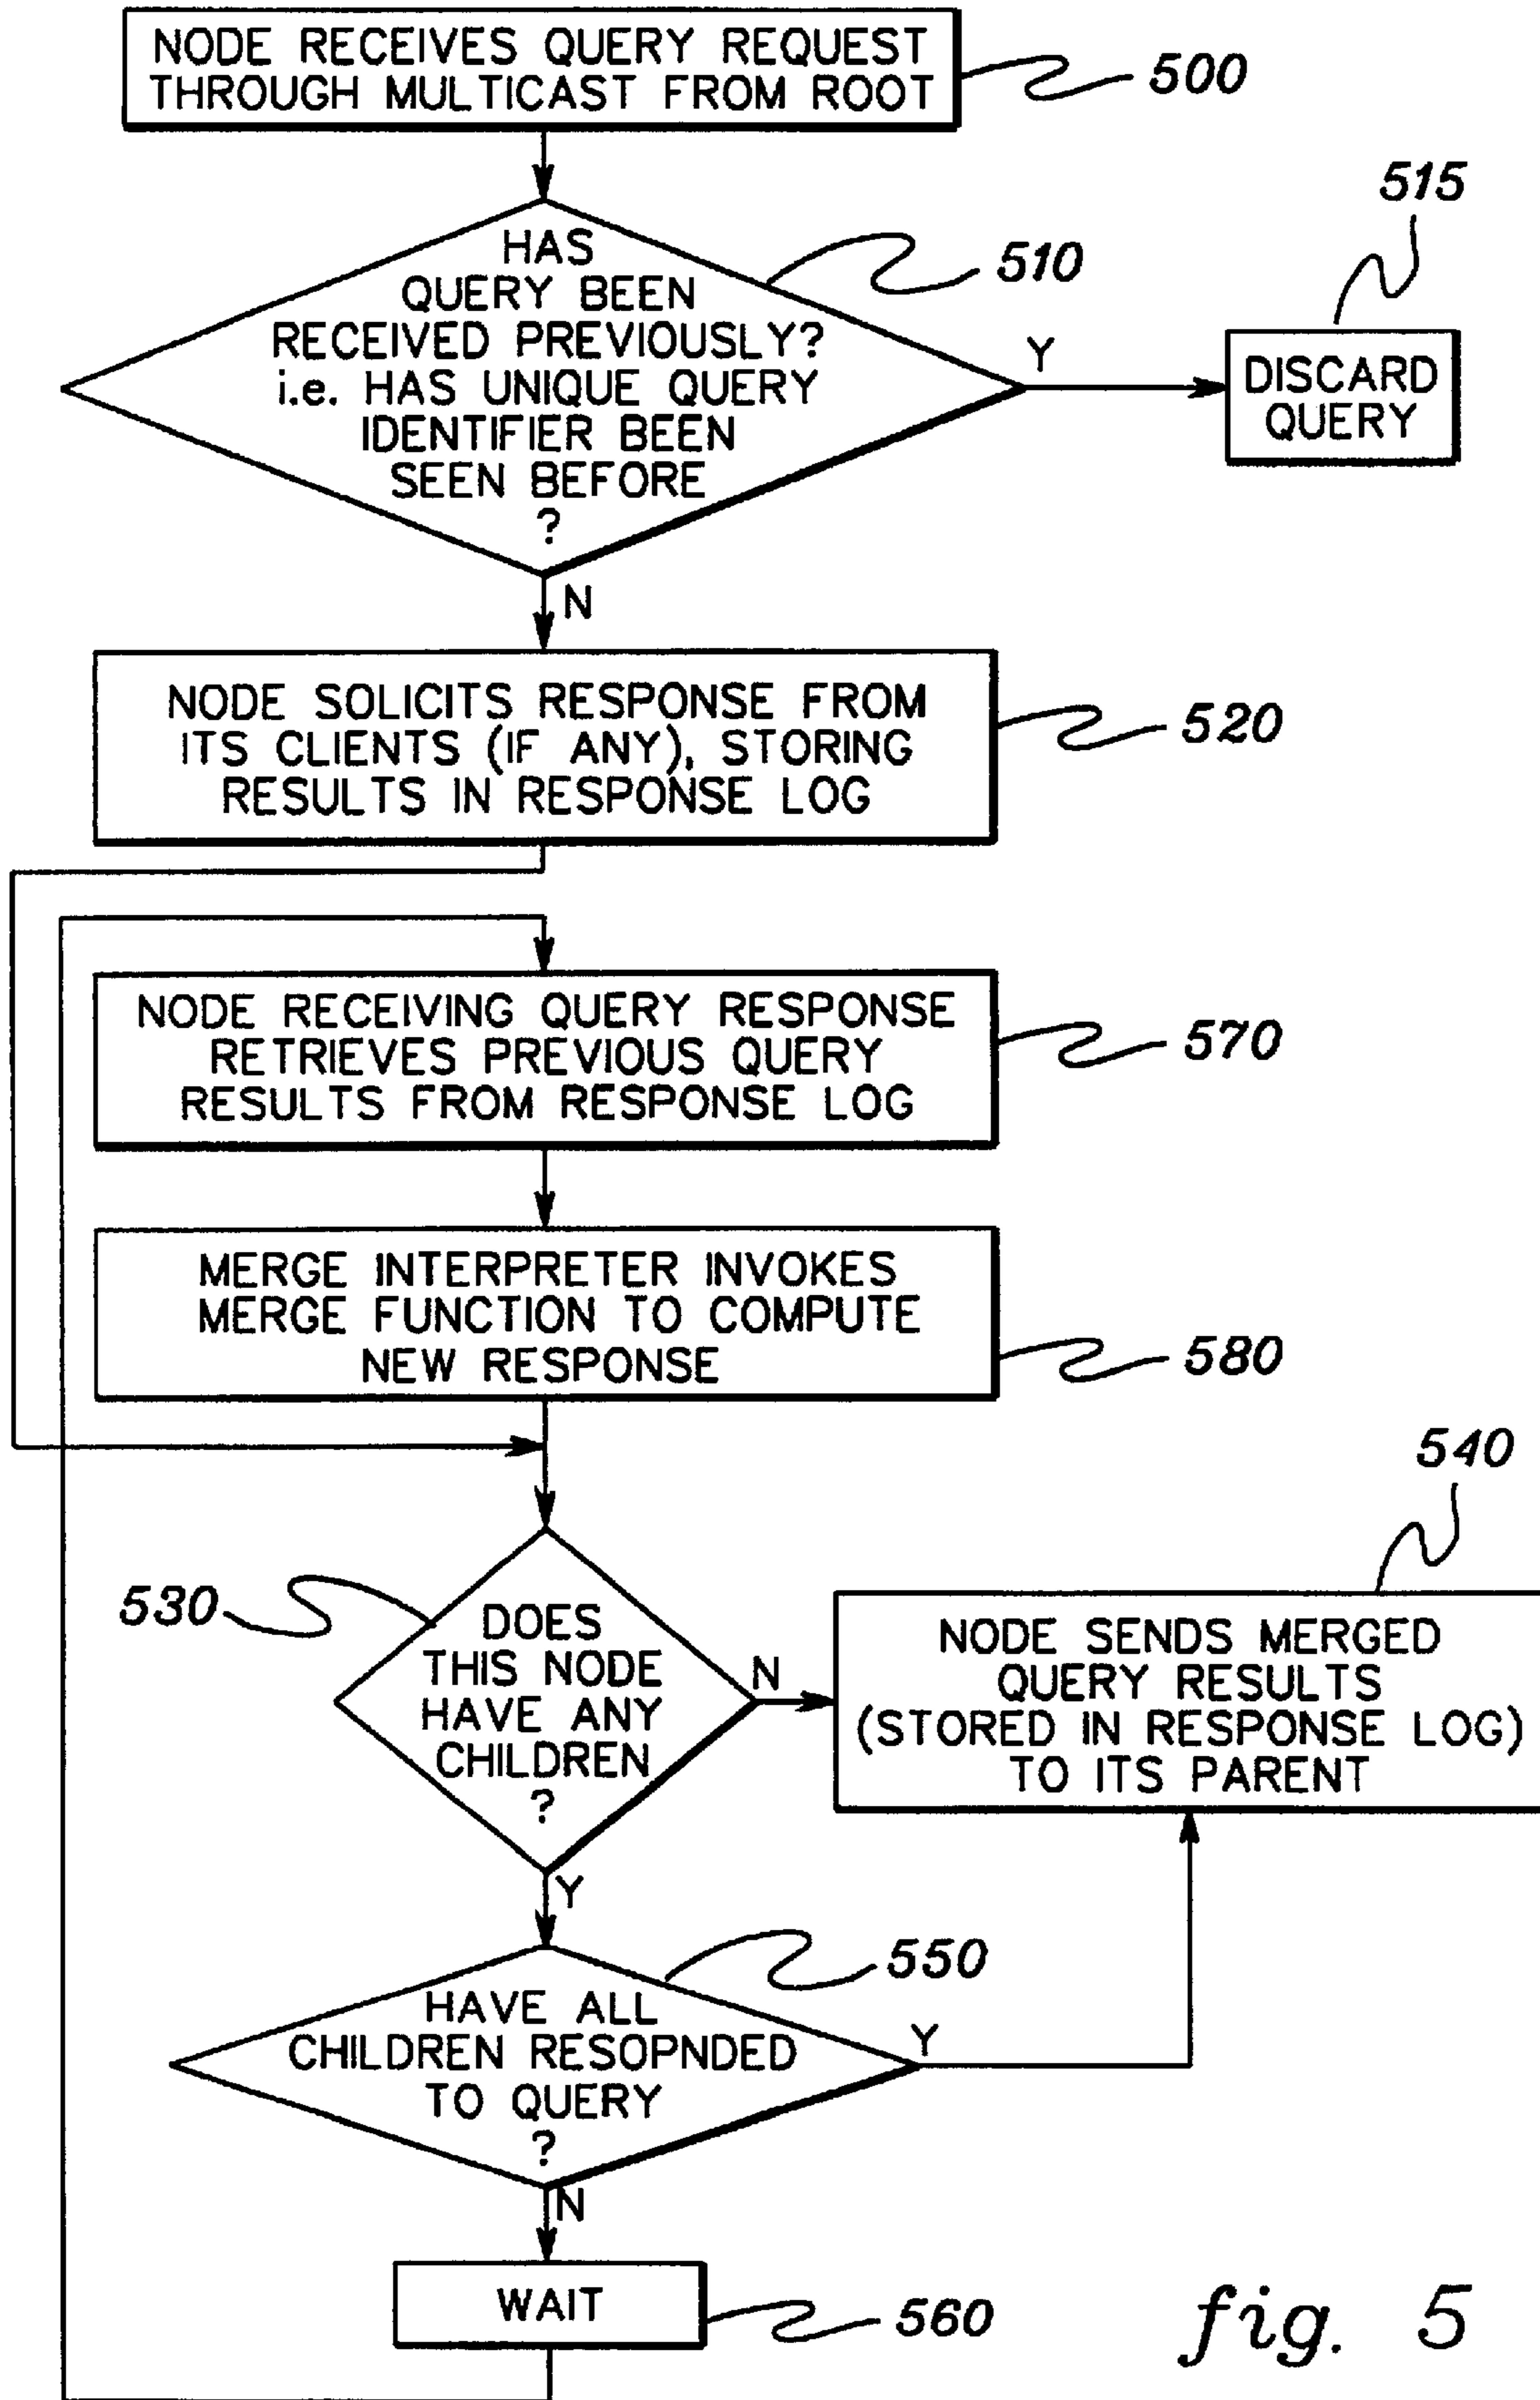 NODE RECEIVES QUERY REQUEST
THROUGH MULTICAST FROM ROOT
500
HAS
QUERY BEEN
RECEIVED PREVIOUSLY?
i.e. HAS UNIQUE QUERY
IDENTIFIER BEEN
SEEN BEFORE
?
510
Y
515
DISCARD
QUERY
N
NODE SOLICITS RESPONSE FROM
ITS CLIENTS (IF ANY), STORING
RESULTS IN RESPONSE LOG
520
NODE RECEIVING QUERY RESPONSE
RETRIEVES PREVIOUS QUERY
RESULTS FROM RESPONSE LOG
570
MERGE INTERPRETER INVOKES
MERGE FUNCTION TO COMPUTE
NEW RESPONSE
580
530
DOES
THIS NODE
HAVE ANY
CHILDREN
?
N
540
NODE SENDS MERGED
QUERY RESULTS
(STORED IN RESPONSE LOG)
TO ITS PARENT
Y
550
HAVE ALL
CHILDREN RESOPNDED
TO QUERY
?
Y
N
WAIT
560
fig. 5